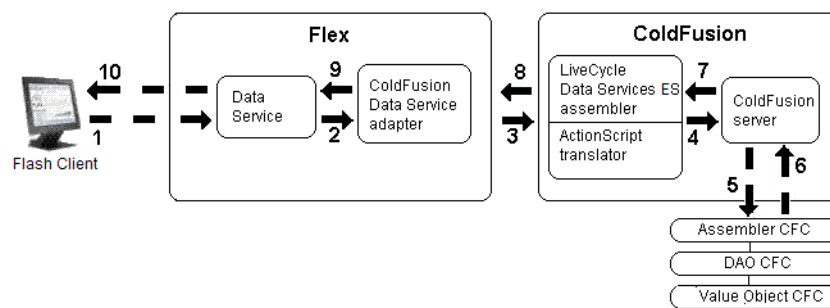 Flex
ColdFusion
10
9
8
7
LiveCycle
Data Services ES
assembler
ColdFusion
Data Service
adapter
Data
Service
ColdFusion
server
1
2
3
4
ActionScript
translator
Flash Client
5
6
Assembler CFC
DAO CFC
Value Object CFC